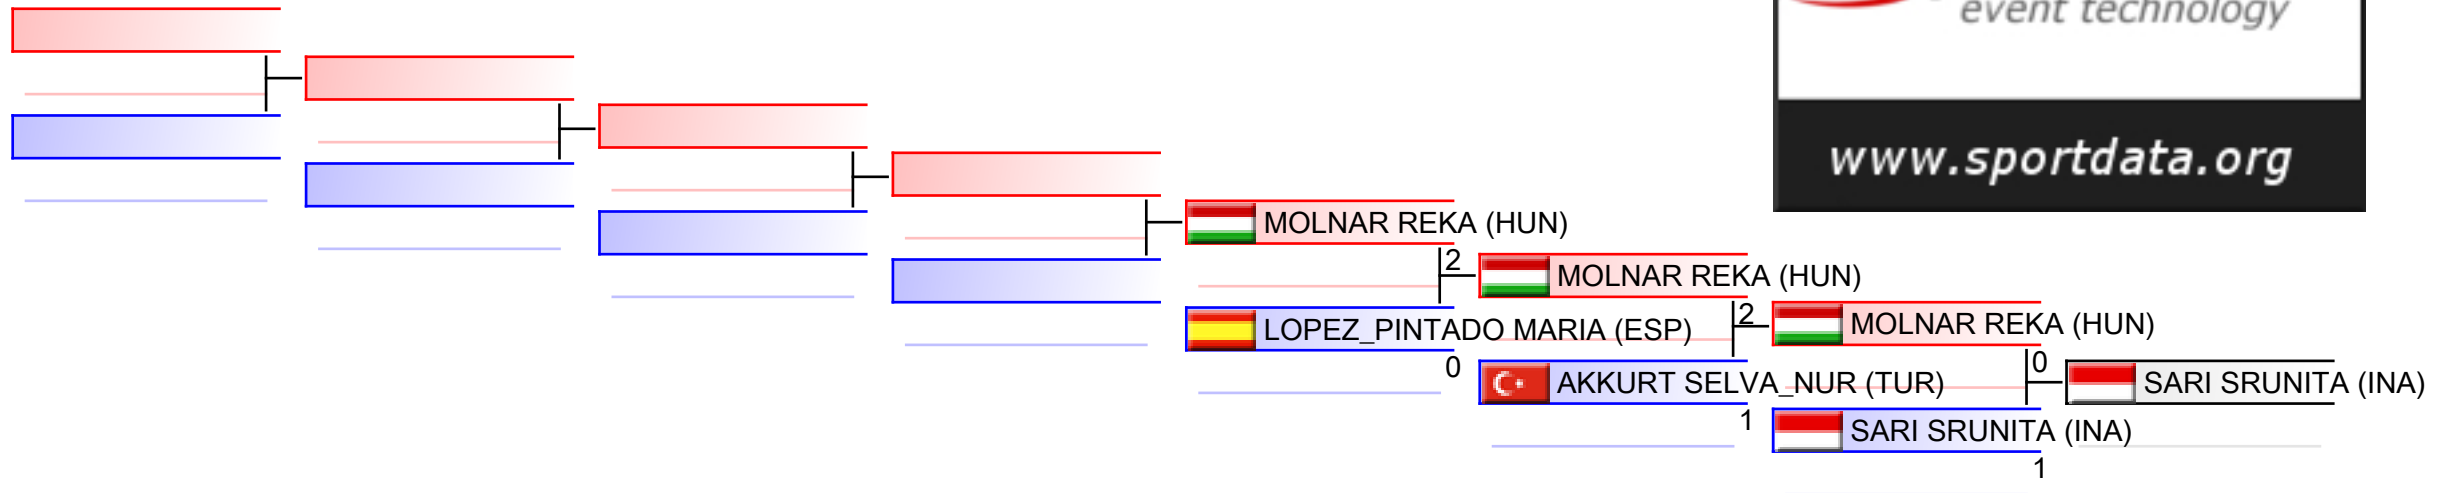 event technology
www.sportdata.org
MOLNAR REKA (HUN)
2
MOLNAR REKA (HUN)
LOPEZ_PINTADO MARIA (ESP)
2
MOLNAR REKA (HUN)
0
AKKURT SELVA_NUR (TUR)
0
SARI SRUNITA (INA)
1
SARI SRUNITA (INA)
1